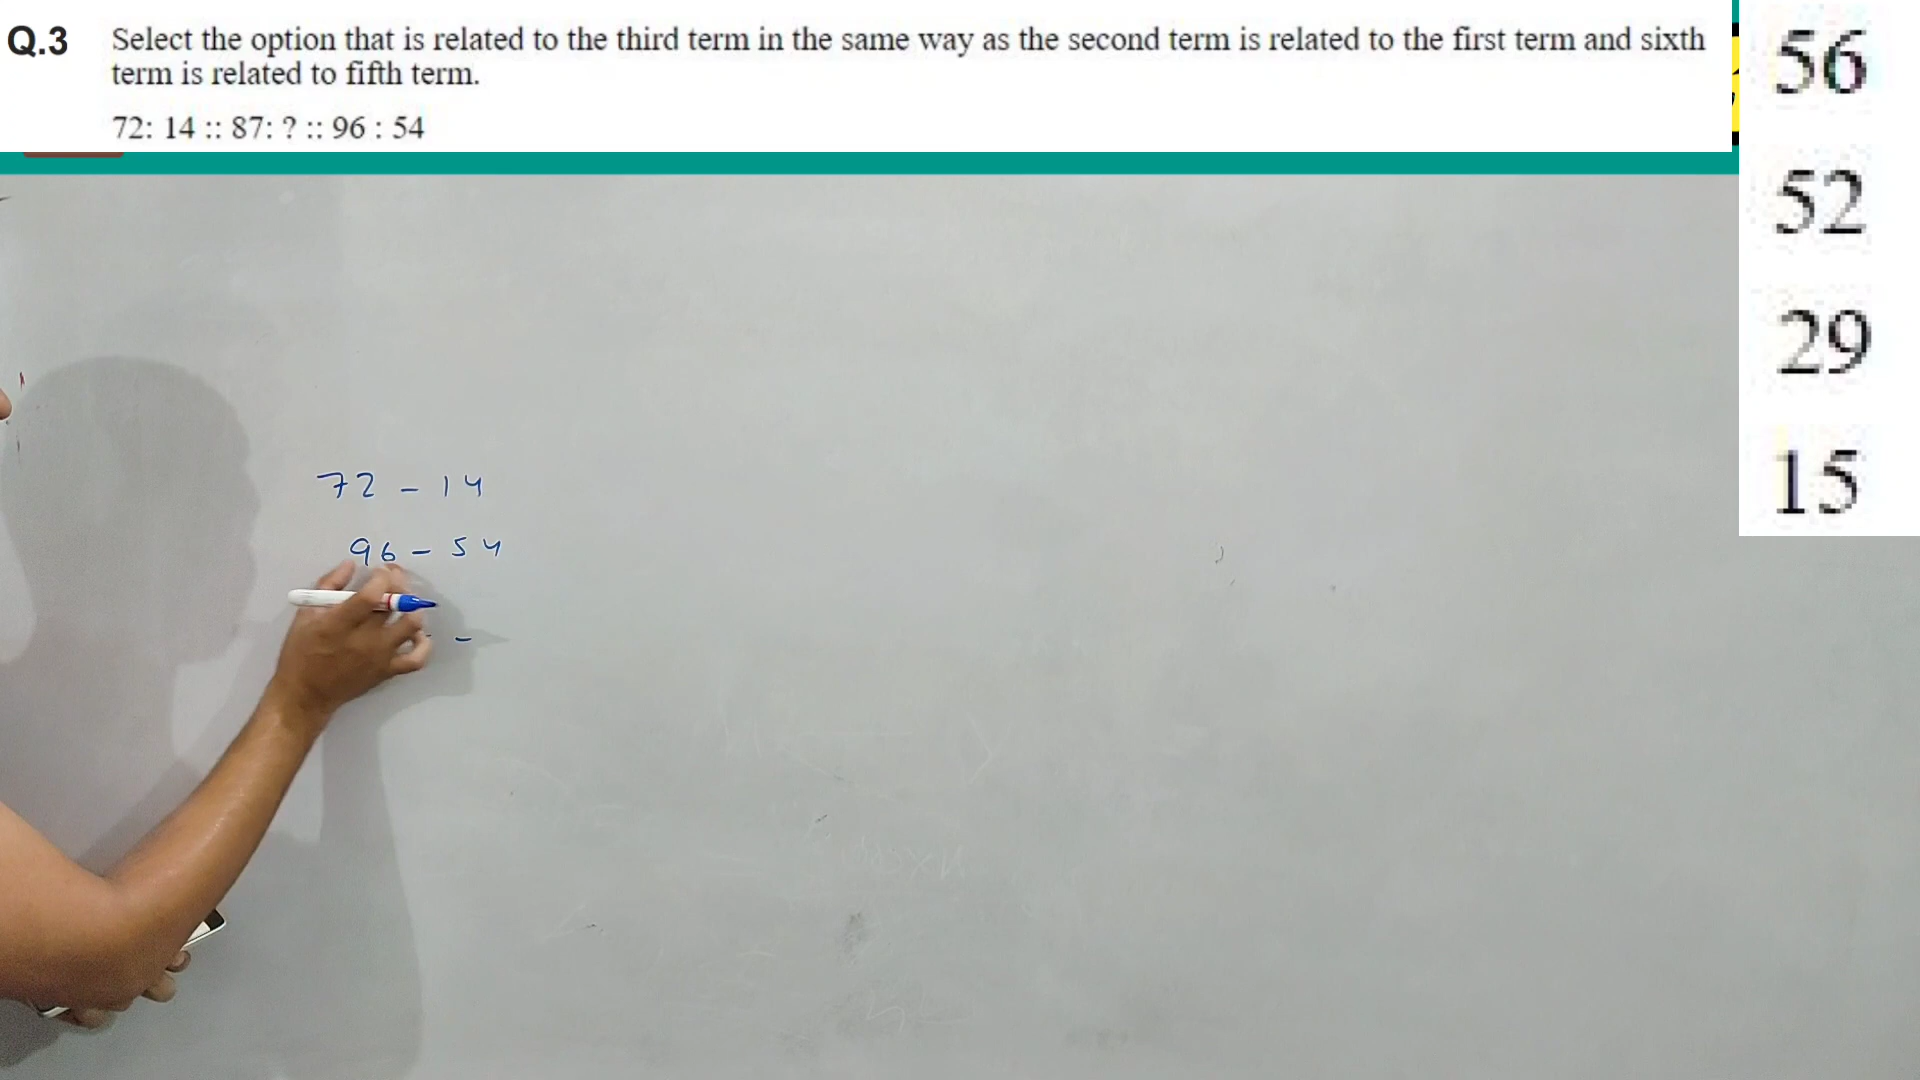 Q.3 Select the option that is related to the third term in the same way as the second term is related to the first term and sixth
term is related to fifth term.
72: 14 :: 87: ? :: 96 : 54
56
52
29
15
72 - 14
96 - 54
-